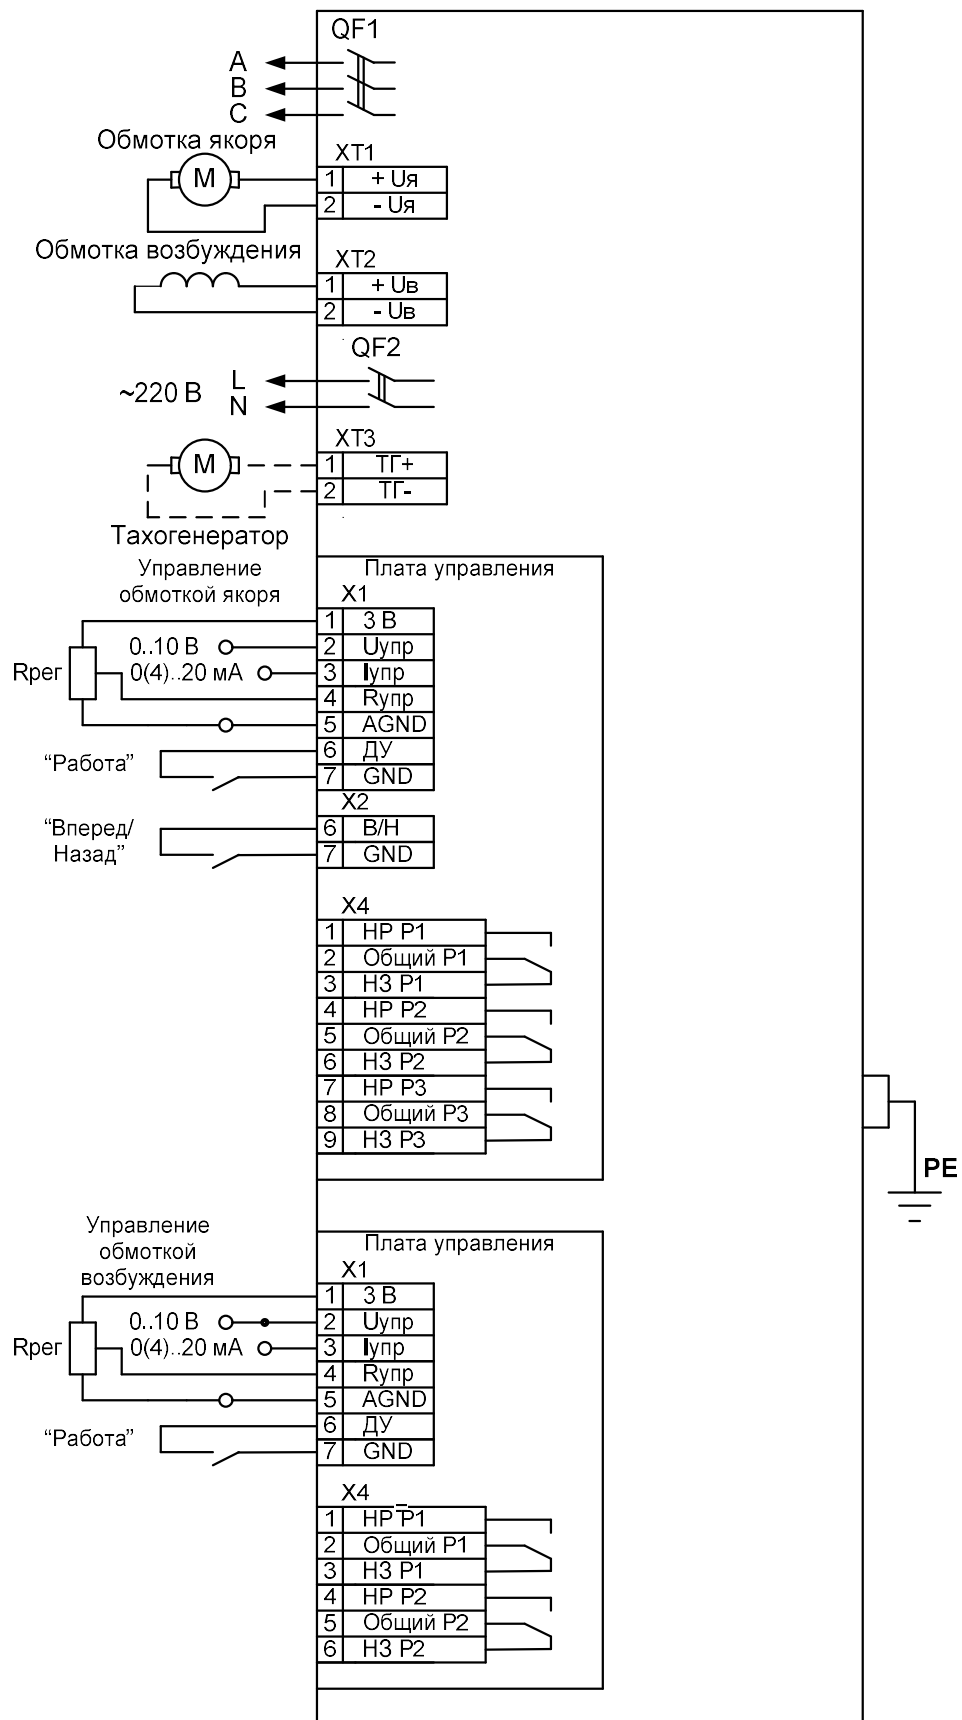 QF1
A
B
C
Обмотка якоря
XT1
M
1 + Uя
2 - Uя
Обмотка возбуждения
XT2
1 + Uв
2 - Uв
QF2
~220 В
L
N
XT3
M
1 ТГ+
2 ТГ-
Тахогенератор
Управление
обмоткой якоря
Плата управления
X1
1 3 В
0..10 В 2 Uупр
Rрег 0(4)..20 мА 3 Iупр
4 Rупр
5 AGND
6 ДУ
“Работа”
7 GND
X2
“Вперед/
Назад”
6 В/Н
7 GND
X4
1 НР Р1
2 Общий Р1
3 НЗ Р1
4 НР Р2
5 Общий Р2
6 НЗ Р2
7 НР Р3
8 Общий Р3
9 НЗ Р3
PE
Управление
обмоткой
возбуждения
Плата управления
X1
1 3 В
0..10 В 2 Uупр
Rрег 0(4)..20 мА 3 Iупр
4 Rупр
5 AGND
6 ДУ
“Работа”
7 GND
X4
1 НР Р1
2 Общий Р1
3 НЗ Р1
4 НР Р2
5 Общий Р2
6 НЗ Р2